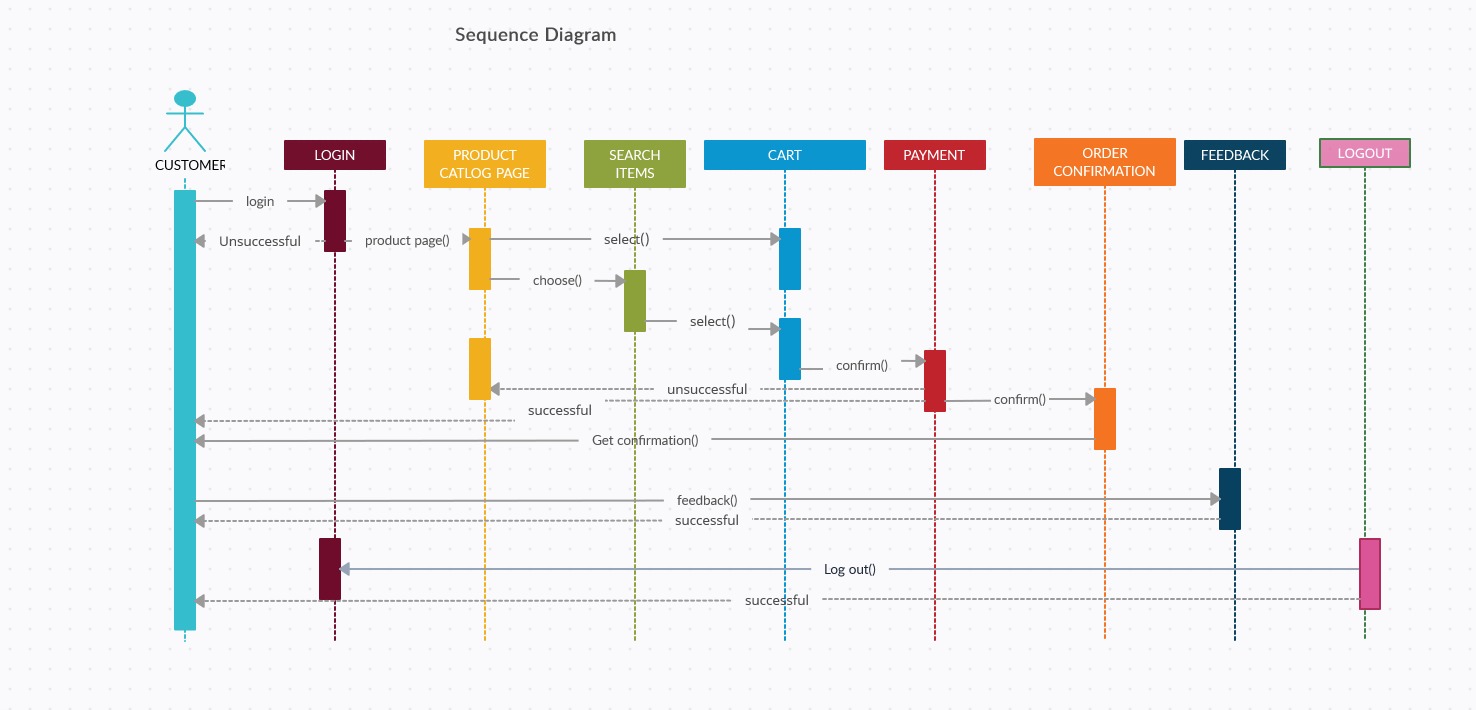 Sequence Diagram
CUSTOMER
LOGIN
PRODUCT
CATLOG PAGE
SEARCH
ITEMS
CART
PAYMENT
ORDER
CONFIRMATION
FEEDBACK
LOGOUT
login
Unsuccessful
product page()
select()
choose()
select()
confirm()
unsuccessful
confirm()
successful
Get confirmation()
feedback()
successful
Log out()
successful